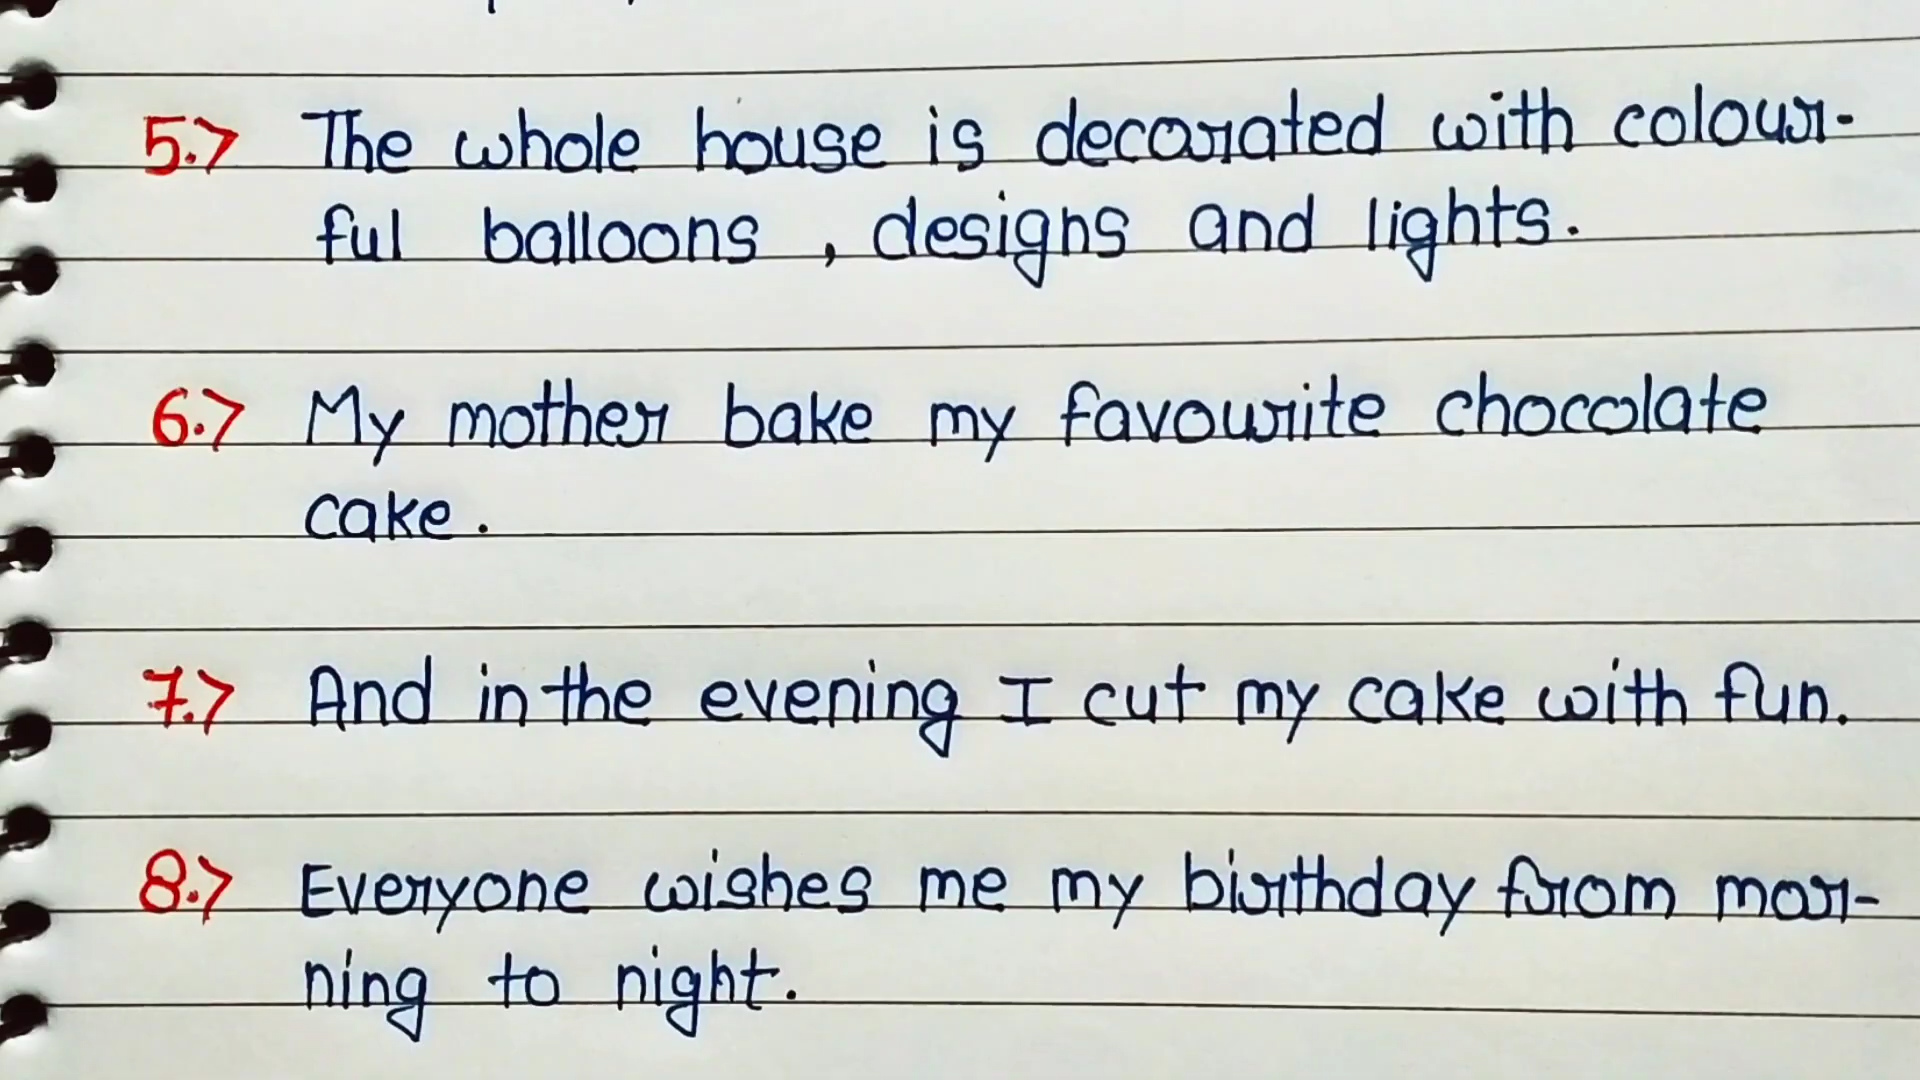 5.> The whole house is decorated with colour-
ful balloons , designs and lights.
6.> My mother bake my favourite chocolate
cake.
7.> And in the evening I cut my cake with fun.
8.> Everyone wishes me my birthday from mor-
ning to night.